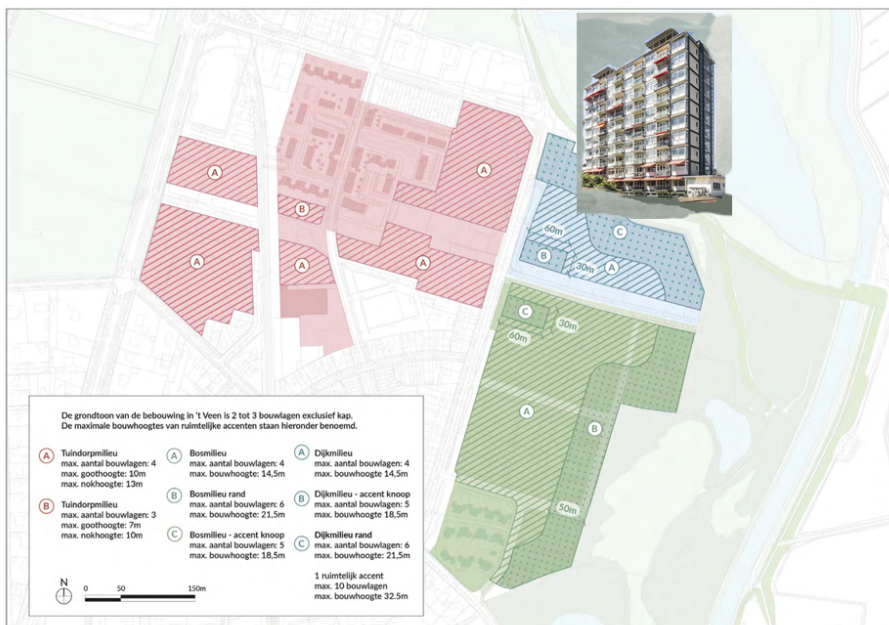 A
B
A
A
A
A
C
60m
B
30m
A
C
30m
60m
A
B
50m
De grondtoon van de bebouwing in 't Veen is 2 tot 3 bouwlagen exclusief kap.
De maximale bouwhoogtes van ruimtelijke accenten staan hieronder benoemd.
A Tuindorpmilieu
max. aantal bouwlagen: 4
max. goothoogte: 10m
max. nokhoogte: 13m
B Tuindorpmilieu
max. aantal bouwlagen: 3
max. goothoogte: 7m
max. nokhoogte: 10m
A Bosmilieu
max. aantal bouwlagen: 4
max. bouwhoogte: 14,5m
B Bosmilieu rand
max. aantal bouwlagen: 6
max. bouwhoogte: 21,5m
C Bosmilieu - accent knoop
max. aantal bouwlagen: 5
max. bouwhoogte: 18,5m
A Dijkmilieu
max. aantal bouwlagen: 4
max. bouwhoogte 14,5m
B Dijkmilieu - accent knoop
max. aantal bouwlagen: 5
max. bouwhoogte 18,5m
C Dijkmilieu rand
max. aantal bouwlagen: 6
max. bouwhoogte: 21,5m
1 ruimtelijk accent
max. 10 bouwlagen
max. bouwhoogte 32.5m
N
0 50 150m